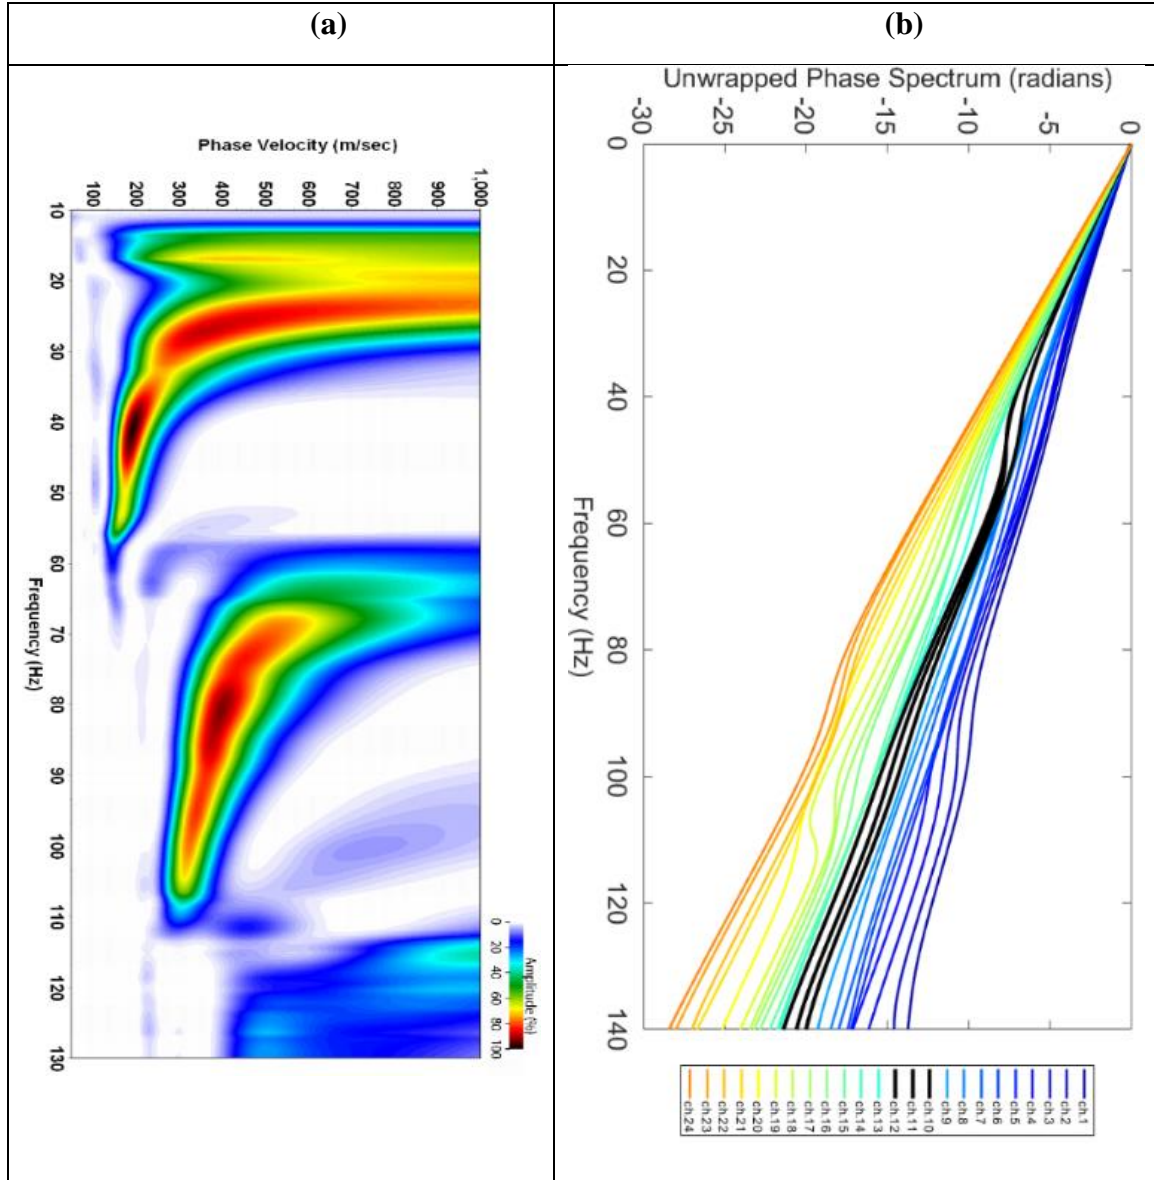 (a)
(b)
Phase Velocity (m/sec)
100
200
300
400
500
600
700
800
900
1,000
10
20
30
40
50
60
70
80
90
100
110
120
130
Frequency (Hz)
0
20
40
60
80
100
Amplitude (%)
Unwrapped Phase Spectrum (radians)
-30
-25
-20
-15
-10
-5
0
0
20
40
60
80
100
120
140
Frequency (Hz)
ch.1
ch.2
ch.3
ch.4
ch.5
ch.6
ch.7
ch.8
ch.9
ch.10
ch.11
ch.12
ch.13
ch.14
ch.15
ch.16
ch.17
ch.18
ch.19
ch.20
ch.21
ch.22
ch.23
ch.24